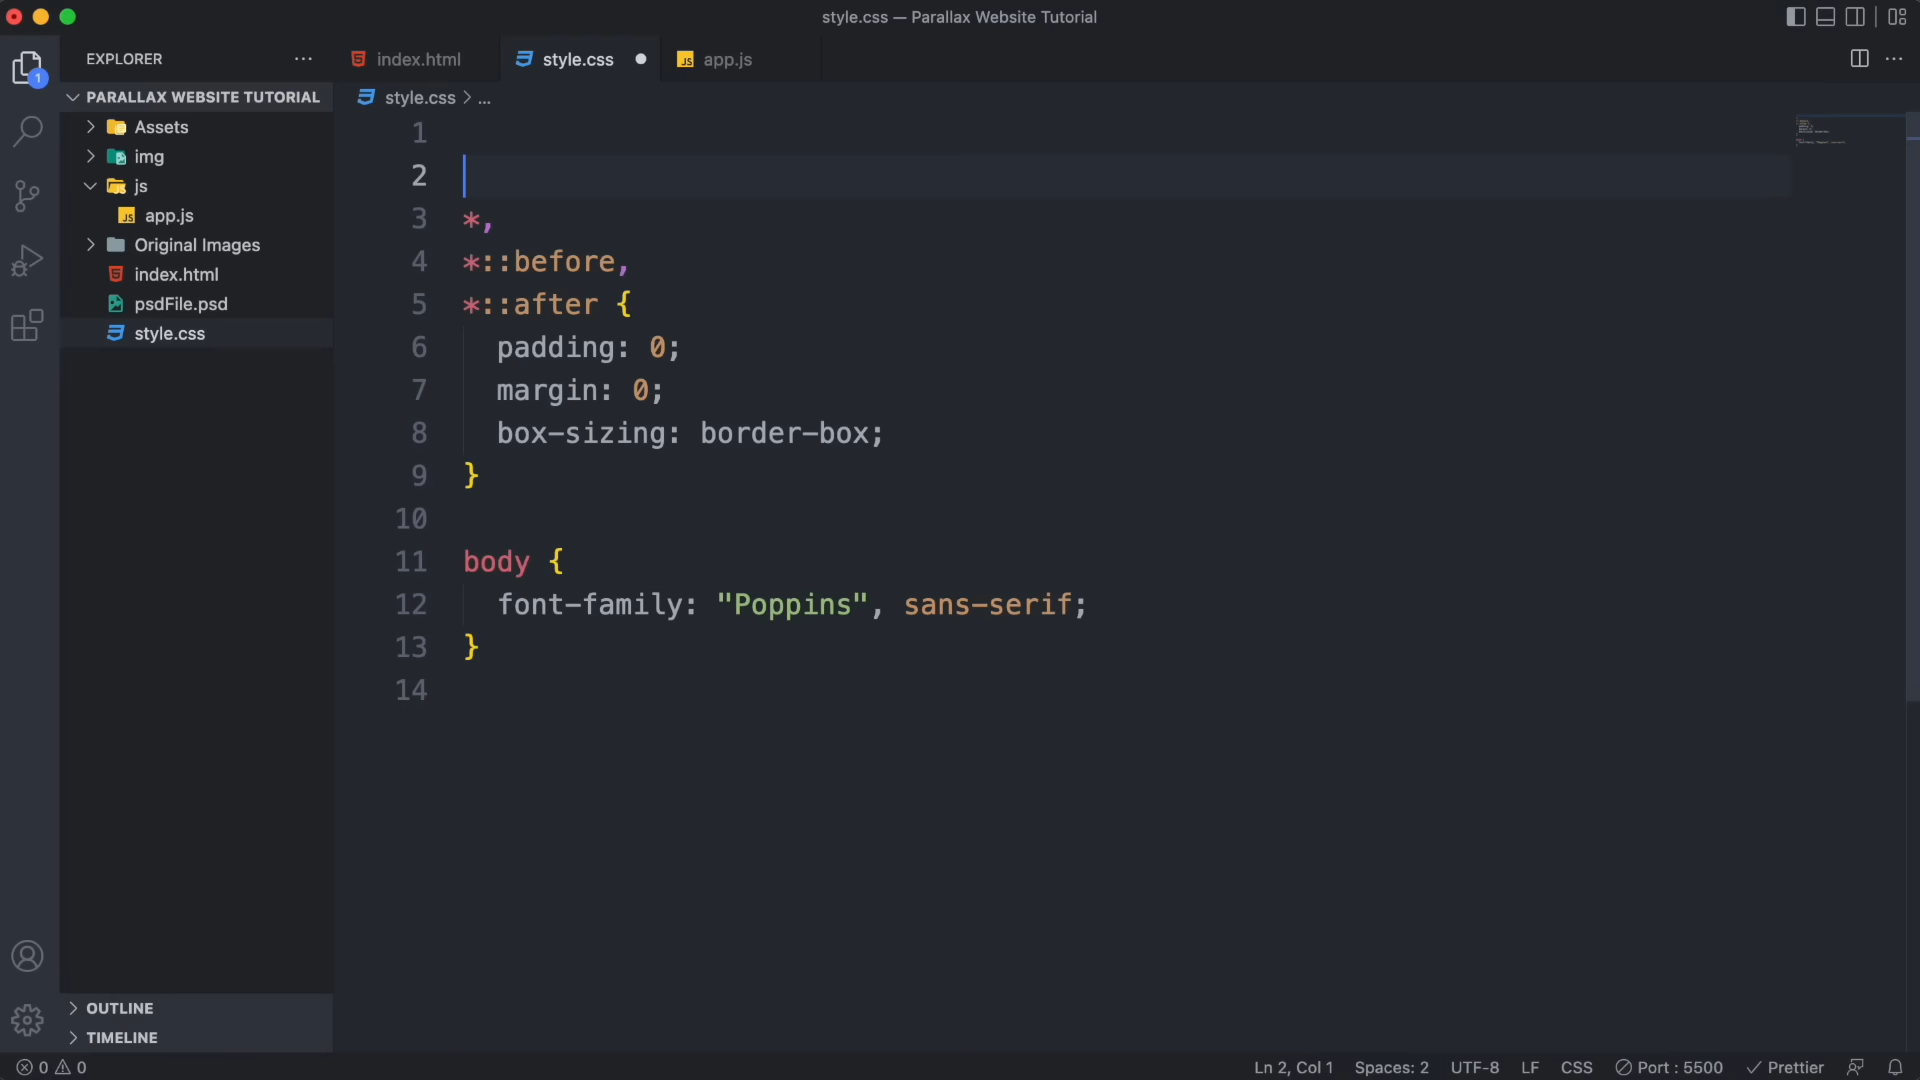 style.css — Parallax Website Tutorial
EXPLORER
index.html
style.css
JS app.js
1
PARALLAX WEBSITE TUTORIAL
style.css > ...
Assets
img
js
JS app.js
Original Images
index.html
psdFile.psd
style.css
1
2
3 *,
4 *::before,
5 *::after {
6 padding: 0;
7 margin: 0;
8 box-sizing: border-box;
9 }
10
11 body {
12 font-family: "Poppins", sans-serif;
13 }
14
OUTLINE
TIMELINE
0 0
Ln 2, Col 1 Spaces: 2 UTF-8 LF CSS Port : 5500 Prettier